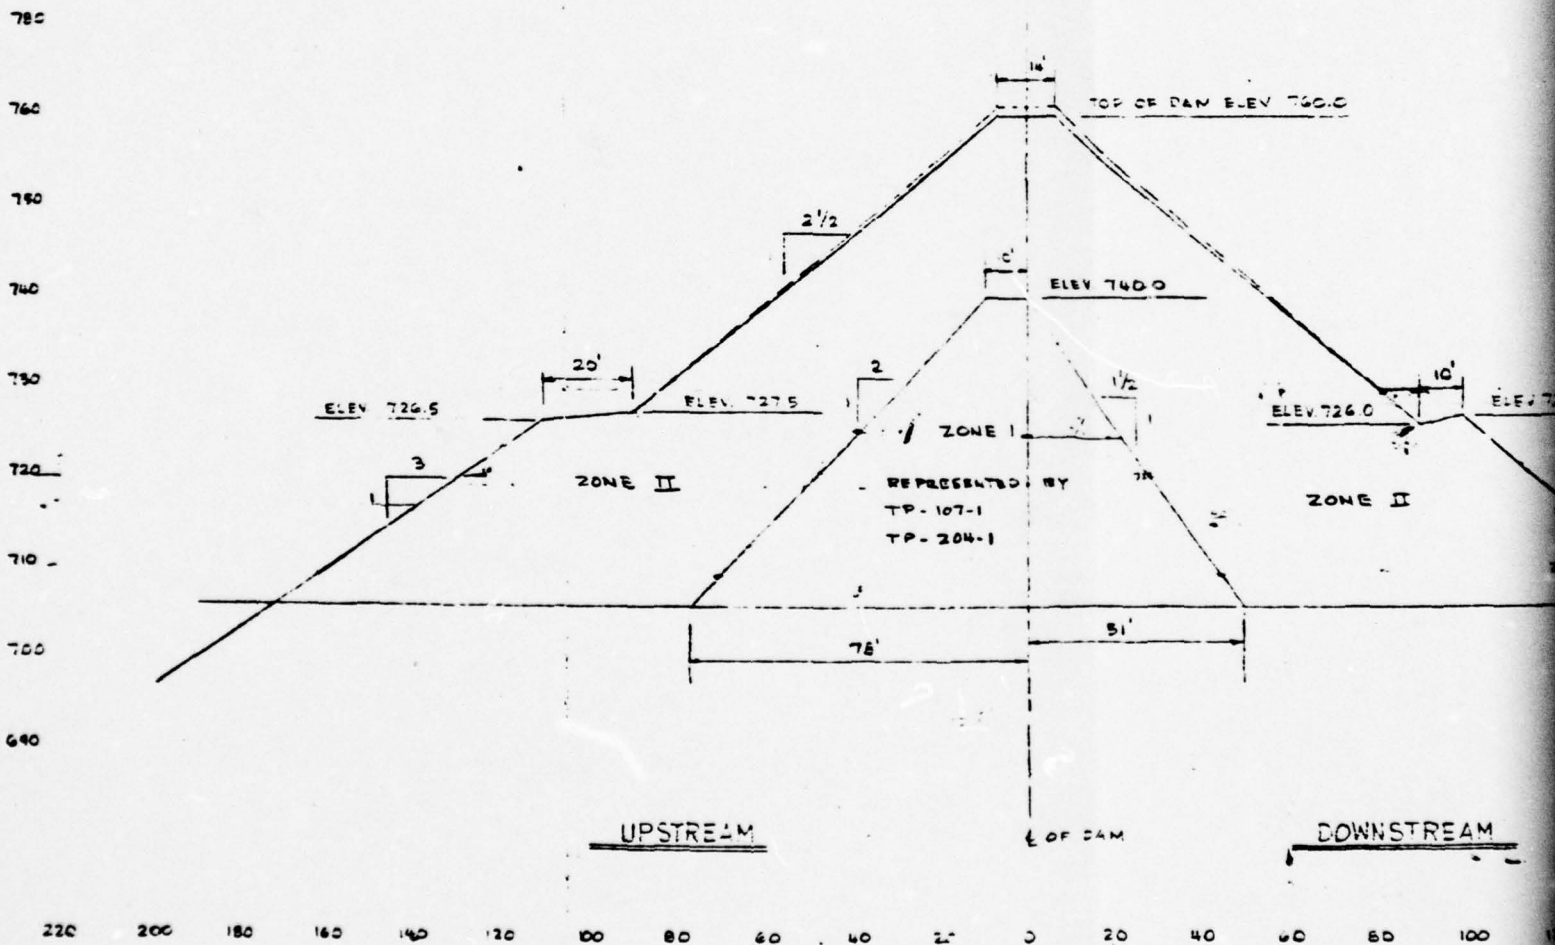 780
14'
760
TOP OF DAM ELEV 760.0
750
2 1/2
740
ELEV. 740.0
730
20'
2
1 1/2
10'
ELEV 726.5
ELEV. 727.5
ELEV. 726.0
ELEV
ZONE I
720
3
1
ZONE II
REPRESENTED BY
TP-107-1
TP-204-1
ZONE II
710
700
51'
690
UPSTREAM
℄ OF DAM
DOWNSTREAM
220 200 180 160 140 120 100 80 60 40 0 20 40 60 80 100